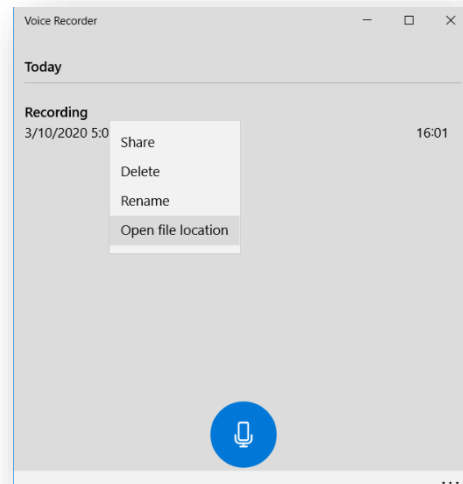 Voice Recorder
Today
Recording
3/10/2020 5:0
16:01
Share
Delete
Rename
Open file location